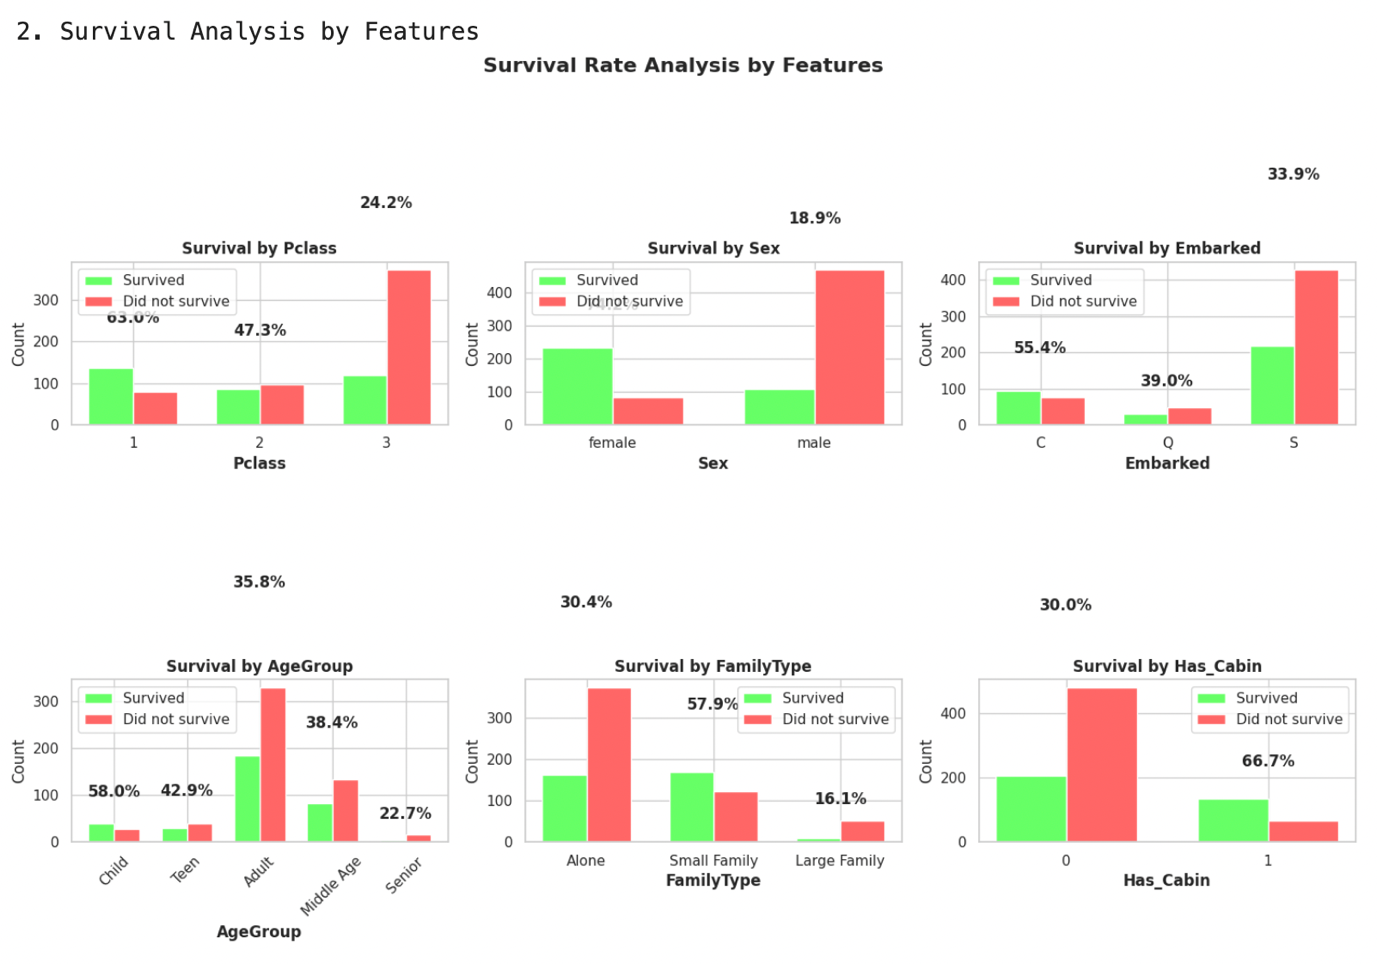 2. Survival Analysis by Features
Survival Rate Analysis by Features
24.2%
Survival by Pclass
Survived
Did not survive
63.0%
47.3%
Count
300
200
100
0
1
2
3
Pclass
18.9%
Survival by Sex
Survived
Did not survive
Count
400
300
200
100
0
female
male
Sex
33.9%
Survival by Embarked
Survived
Did not survive
55.4%
39.0%
Count
400
300
200
100
0
C
Q
S
Embarked
35.8%
Survival by AgeGroup
Survived
Did not survive
38.4%
58.0%
42.9%
22.7%
Count
300
200
100
0
Child
Teen
Adult
Middle Age
Senior
AgeGroup
30.4%
Survival by FamilyType
57.9%
Survived
Did not survive
16.1%
Count
300
200
100
0
Alone
Small Family
Large Family
FamilyType
30.0%
Survival by Has_Cabin
Survived
Did not survive
66.7%
Count
400
200
0
0
1
Has_Cabin